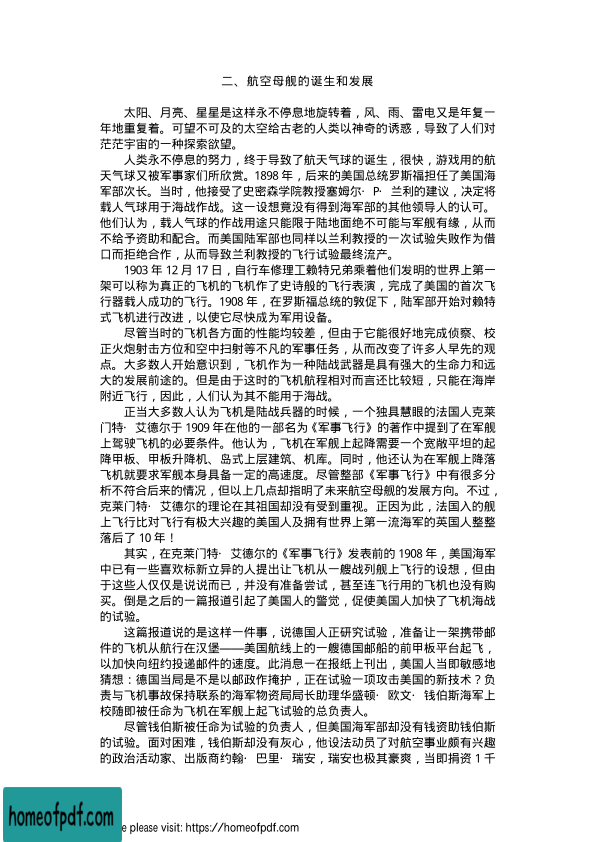 二、航空母舰的诞生和发展
太阳、月亮、星星是这样永不停息地旋转着，风、雨、雷电又是年复一
年地重复着。可望不可及的太空给古老的人类以神奇的诱惑，导致了人们对
茫茫宇宙的一种探索欲望。
人类永不停息的努力，终于导致了航天气球的诞生，很快，游戏用的航
天气球又被军事家们所欣赏。1898 年，后来的美国总统罗斯福担任了美国海
军部次长。当时，他接受了史密森学院教授塞姆尔·P·兰利的建议，决定将
载人气球用于海战作战。这一设想竟没有得到海军部的其他领导人的认可。
他们认为，载人气球的作战用途只能限于陆地面绝不可能与军舰有缘，从而
不给予资助和配合。而美国陆军部也同样以兰利教授的一次试验失败作为借
口而拒绝合作，从而导致兰利教授的飞行试验最终流产。
1903 年 12 月 17 日，自行车修理工赖特兄弟乘着他们发明的世界上第一
架可以称为真正的飞机的飞机作了史诗般的飞行表演，完成了美国的首次飞
行器载人成功的飞行。1908 年，在罗斯福总统的敦促下，陆军部开始对赖特
式飞机进行改进，以使它尽快成为军用设备。
尽管当时的飞机各方面的性能均较差，但由于它能很好地完成侦察、校
正火炮射击方位和空中扫射等不凡的军事任务，从而改变了许多人早先的观
点。大多数人开始意识到，飞机作为一种陆战武器是具有强大的生命力和远
大的发展前途的。但是由于这时的飞机航程相对而言还比较短，只能在海岸
附近飞行，因此，人们认为其不能用于海战。
正当大多数人认为飞机是陆战兵器的时候，一个独具慧眼的法国人克莱
门特·艾德尔于 1909 年在他的一部名为《军事飞行》的著作中提到了在军舰
上驾驶飞机的必要条件。他认为，飞机在军舰上起降需要一个宽敞平坦的起
降甲板、甲板升降机、岛式上层建筑、机库。同时，他还认为在军舰上降落
飞机就要求军舰本身具备一定的高速度。尽管整部《军事飞行》中有很多分
析不符合后来的情况，但以上几点却指明了未来航空母舰的发展方向。不过，
克莱门特·艾德尔的理论在其祖国却没有受到重视。正因为此，法国人的舰
上飞行比对飞行有极大兴趣的美国人及拥有世界上第一流海军的英国人整整
落后了 10 年！
其实，在克莱门特·艾德尔的《军事飞行》发表前的 1908 年，美国海军
中已有一些喜欢标新立异的人提出让飞机从一艘战列舰上飞行的设想，但由
于这些人仅仅是说说而已，并没有准备尝试，甚至连飞行用的飞机也没有购
买。倒是之后的一篇报道引起了美国人的警觉，促使美国人加快了飞机海战
的试验。
这篇报道说的是这样一件事，说德国人正研究试验，准备让一架携带邮
件的飞机从航行在汉堡——美国航线上的一艘德国邮船的前甲板平台起飞，
以加快向纽约投递邮件的速度。此消息一在报纸上刊出，美国人当即敏感地
猜想：德国当局是不是以邮政作掩护，正在试验一项攻击美国的新技术？负
责与飞机事故保持联系的海军物资局局长助理华盛顿·欧文·钱伯斯海军上
校随即被任命为飞机在军舰上起飞试验的总负责人。
尽管钱伯斯被任命为试验的负责人，但美国海军部却没有钱资助钱伯斯
的试验。面对困难，钱伯斯却没有灰心，他设法动员了对航空事业颇有兴趣
的政治活动家、出版商约翰·巴里·瑞安，瑞安也极其豪爽，当即捐资 1 千
homeofpdf.com
please visit: https://homeofpdf.com